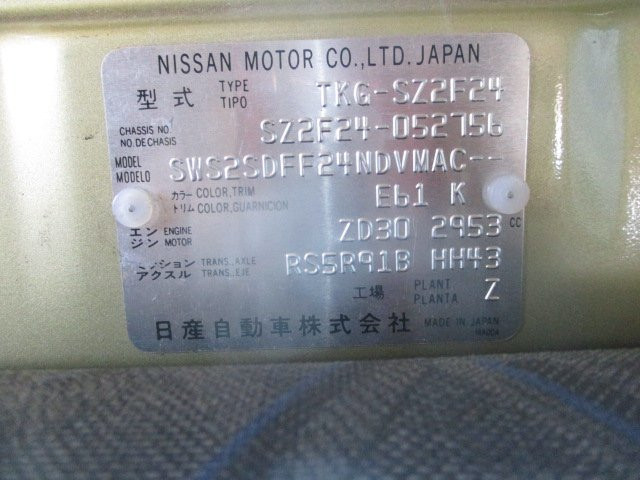 NISSAN MOTOR CO.,LTD. JAPAN
型式 TYPE TIPO TKG-SZ2F24
CHASSIS NO. NO. DE CHASIS SZ2F24-052756
MODEL MODELO SWS2SDFF24NDVMAC--
カラー トリム COLOR, TRIM COLOR, GUARNICION E61 K
エンジン ENGINE MOTOR ZD30 2953 CC
ミッション アクスル TRANS., AXLE TRANS., EJE RS5R91B HH43
工場 PLANT PLANTA Z
日産自動車株式会社 MADE IN JAPAN